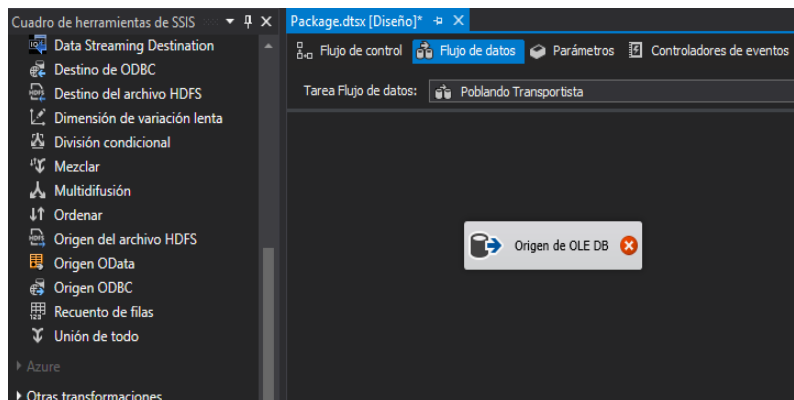 Cuadro de herramientas de SSIS
Data Streaming Destination
Destino de ODBC
Destino del archivo HDFS
Dimensión de variación lenta
División condicional
Mezclar
Multidifusión
Ordenar
Origen del archivo HDFS
Origen OData
Origen ODBC
Recuento de filas
Unión de todo
Azure
Otras transformaciones
Package.dtsx [Diseño]*
Flujo de control Flujo de datos Parámetros Controladores de eventos
Tarea Flujo de datos: Poblando Transportista
Origen de OLE DB